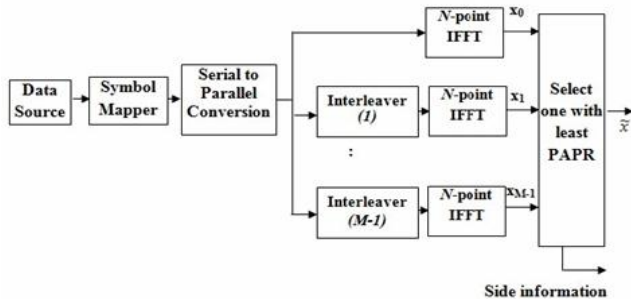 Data
Source
Symbol
Mapper
Serial to
Parallel
Conversion
N-point
IFFT
x0
Interleaver
(1)
N-point
IFFT
x1
:
Interleaver
(M-1)
N-point
IFFT
xM-1
Select
one with
least
PAPR
x̃
Side information